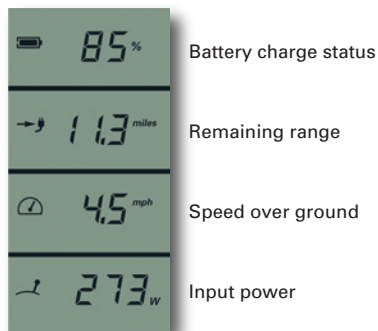 85%
Battery charge status
11.3 miles
Remaining range
4.5 mph
Speed over ground
273 w
Input power